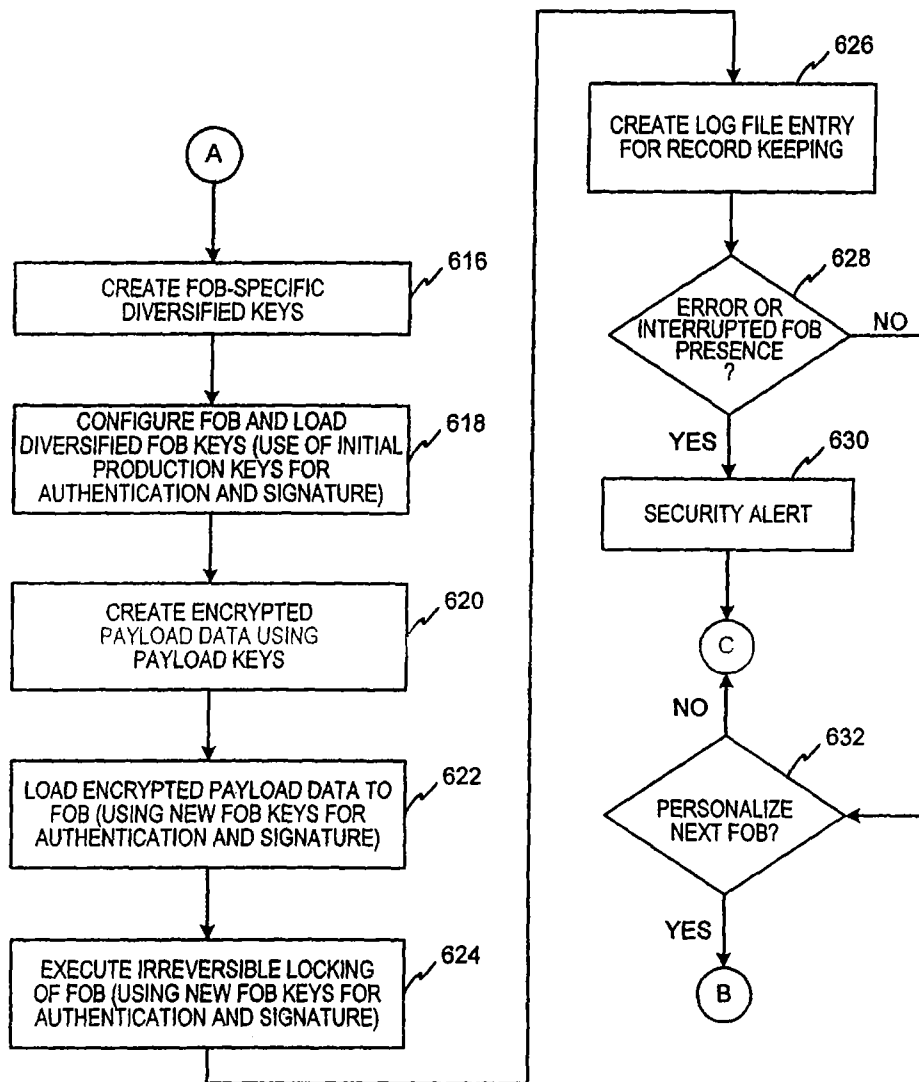 A
616
CREATE FOB-SPECIFIC
DIVERSIFIED KEYS
618
CONFIGURE FOB AND LOAD
DIVERSIFIED FOB KEYS (USE OF INITIAL
PRODUCTION KEYS FOR
AUTHENTICATION AND SIGNATURE)
620
CREATE ENCRYPTED
PAYLOAD DATA USING
PAYLOAD KEYS
622
LOAD ENCRYPTED PAYLOAD DATA TO
FOB (USING NEW FOB KEYS FOR
AUTHENTICATION AND SIGNATURE)
624
EXECUTE IRREVERSIBLE LOCKING
OF FOB (USING NEW FOB KEYS FOR
AUTHENTICATION AND SIGNATURE)
626
CREATE LOG FILE ENTRY
FOR RECORD KEEPING
628
ERROR OR
INTERRUPTED FOB
PRESENCE
?
NO
YES
630
SECURITY ALERT
C
NO
632
PERSONALIZE
NEXT FOB?
YES
B